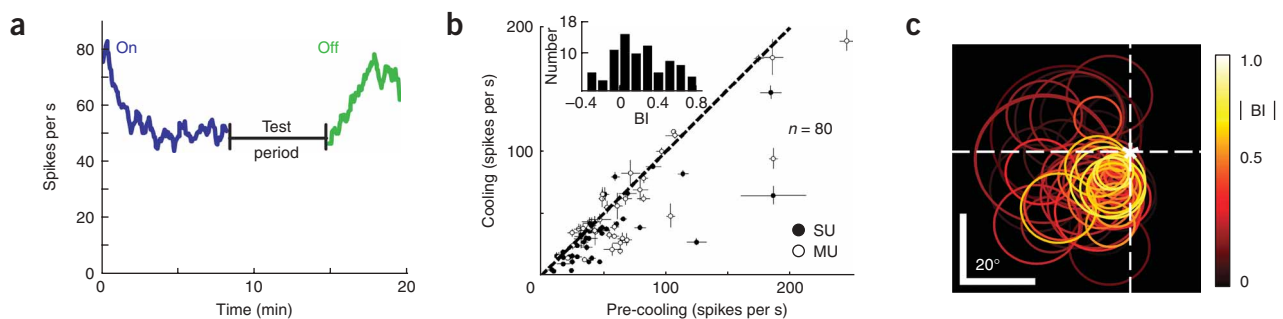 a
On
Off
Spikes per s
80
60
40
20
0
Test
period
0
10
20
Time (min)
b
Cooling (spikes per s)
200
100
0
100
200
Pre-cooling (spikes per s)
Number
18
10
−0.4
0
0.4
0.8
BI
n = 80
SU
MU
c
20°
1.0
| BI |
0.5
0